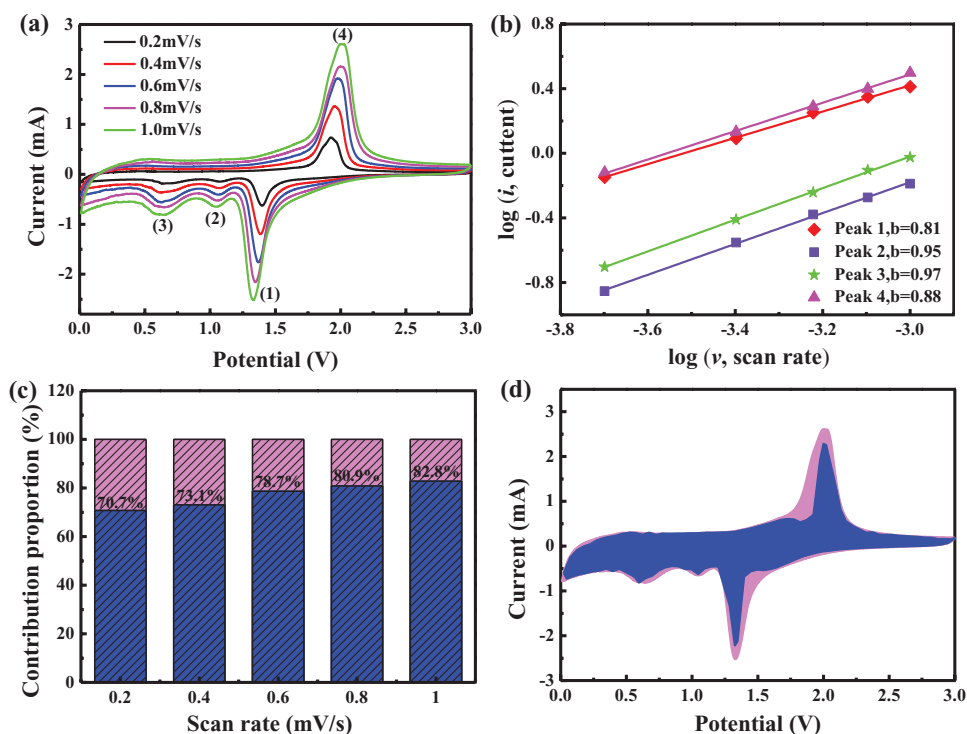 (a)
3
2
1
0
-1
-2
Current (mA)
0.2mV/s
0.4mV/s
0.6mV/s
0.8mV/s
1.0mV/s
(4)
(3)
(2)
(1)
0.0 0.5 1.0 1.5 2.0 2.5 3.0
Potential (V)
(b)
0.8
0.4
0.0
-0.4
-0.8
log (i, cuttent)
Peak 1,b=0.81
Peak 2,b=0.95
Peak 3,b=0.97
Peak 4,b=0.88
-3.8 -3.6 -3.4 -3.2 -3.0
log (v, scan rate)
(c)
120
100
80
60
40
20
0
Contribution proportion (%)
70.7% 73.1% 78.7% 80.9% 82.8%
0.2 0.4 0.6 0.8 1
Scan rate (mV/s)
(d)
3
2
1
0
-1
-2
-3
Current (mA)
0.0 0.5 1.0 1.5 2.0 2.5 3.0
Potential (V)